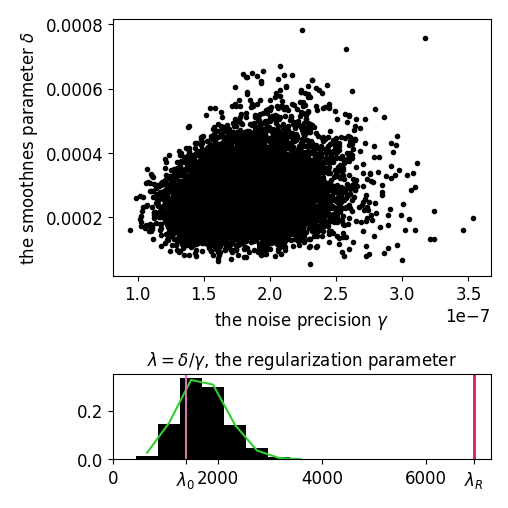 0.0008
0.0006
0.0004
0.0002
the smoothnes parameter δ
1.0 1.5 2.0 2.5 3.0 3.5
1e−7
the noise precision γ
λ = δ/γ, the regularization parameter
0.2
0.0
0 λ₀ 2000 4000 6000 λ_R